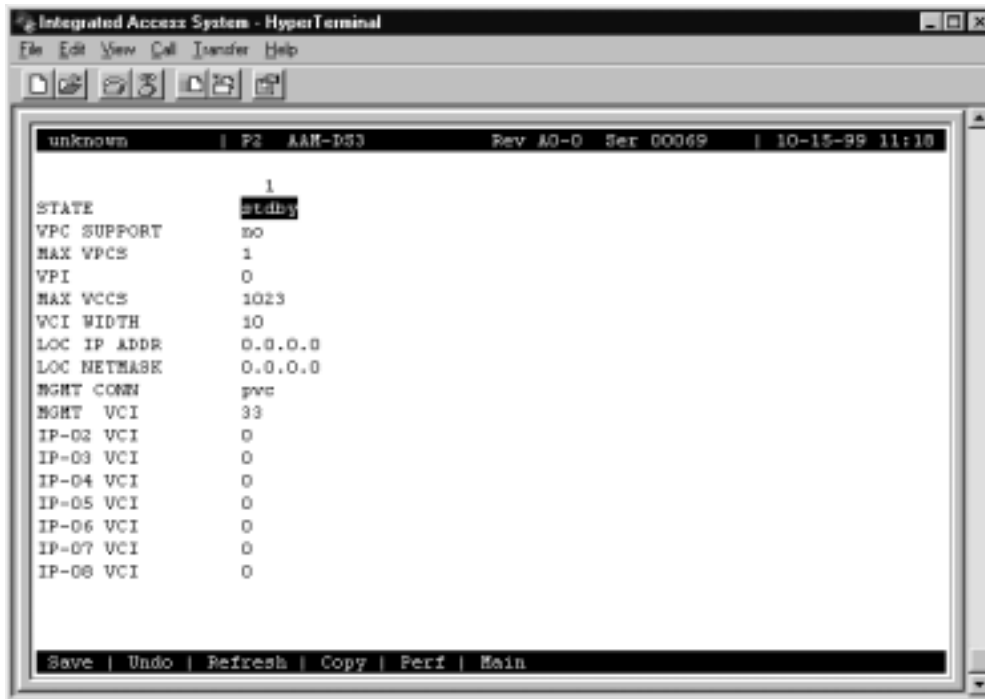 Integrated Access System - HyperTerminal
File Edit View Call Transfer Help
unknown | P2 AAM-DS3 Rev A0-0 Ser 00069 | 10-15-99 11:18
1
STATE stdby
VPC SUPPORT no
MAX VPCS 1
VPI 0
MAX VCCS 1023
VCI WIDTH 10
LOC IP ADDR 0.0.0.0
LOC NETMASK 0.0.0.0
MGMT CONN pvc
MGMT VCI 33
IP-02 VCI 0
IP-03 VCI 0
IP-04 VCI 0
IP-05 VCI 0
IP-06 VCI 0
IP-07 VCI 0
IP-08 VCI 0
Save | Undo | Refresh | Copy | Perf | Main